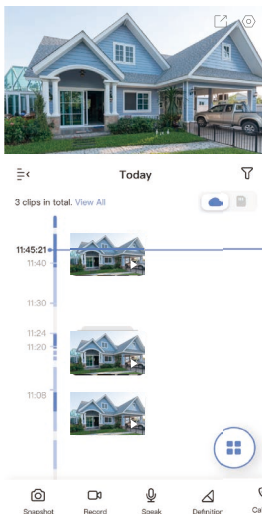 Today
3 clips in total. View All
11:45:21
11:40
11:30
11:24
11:20
11:08
Snapshot Record Speak Definition